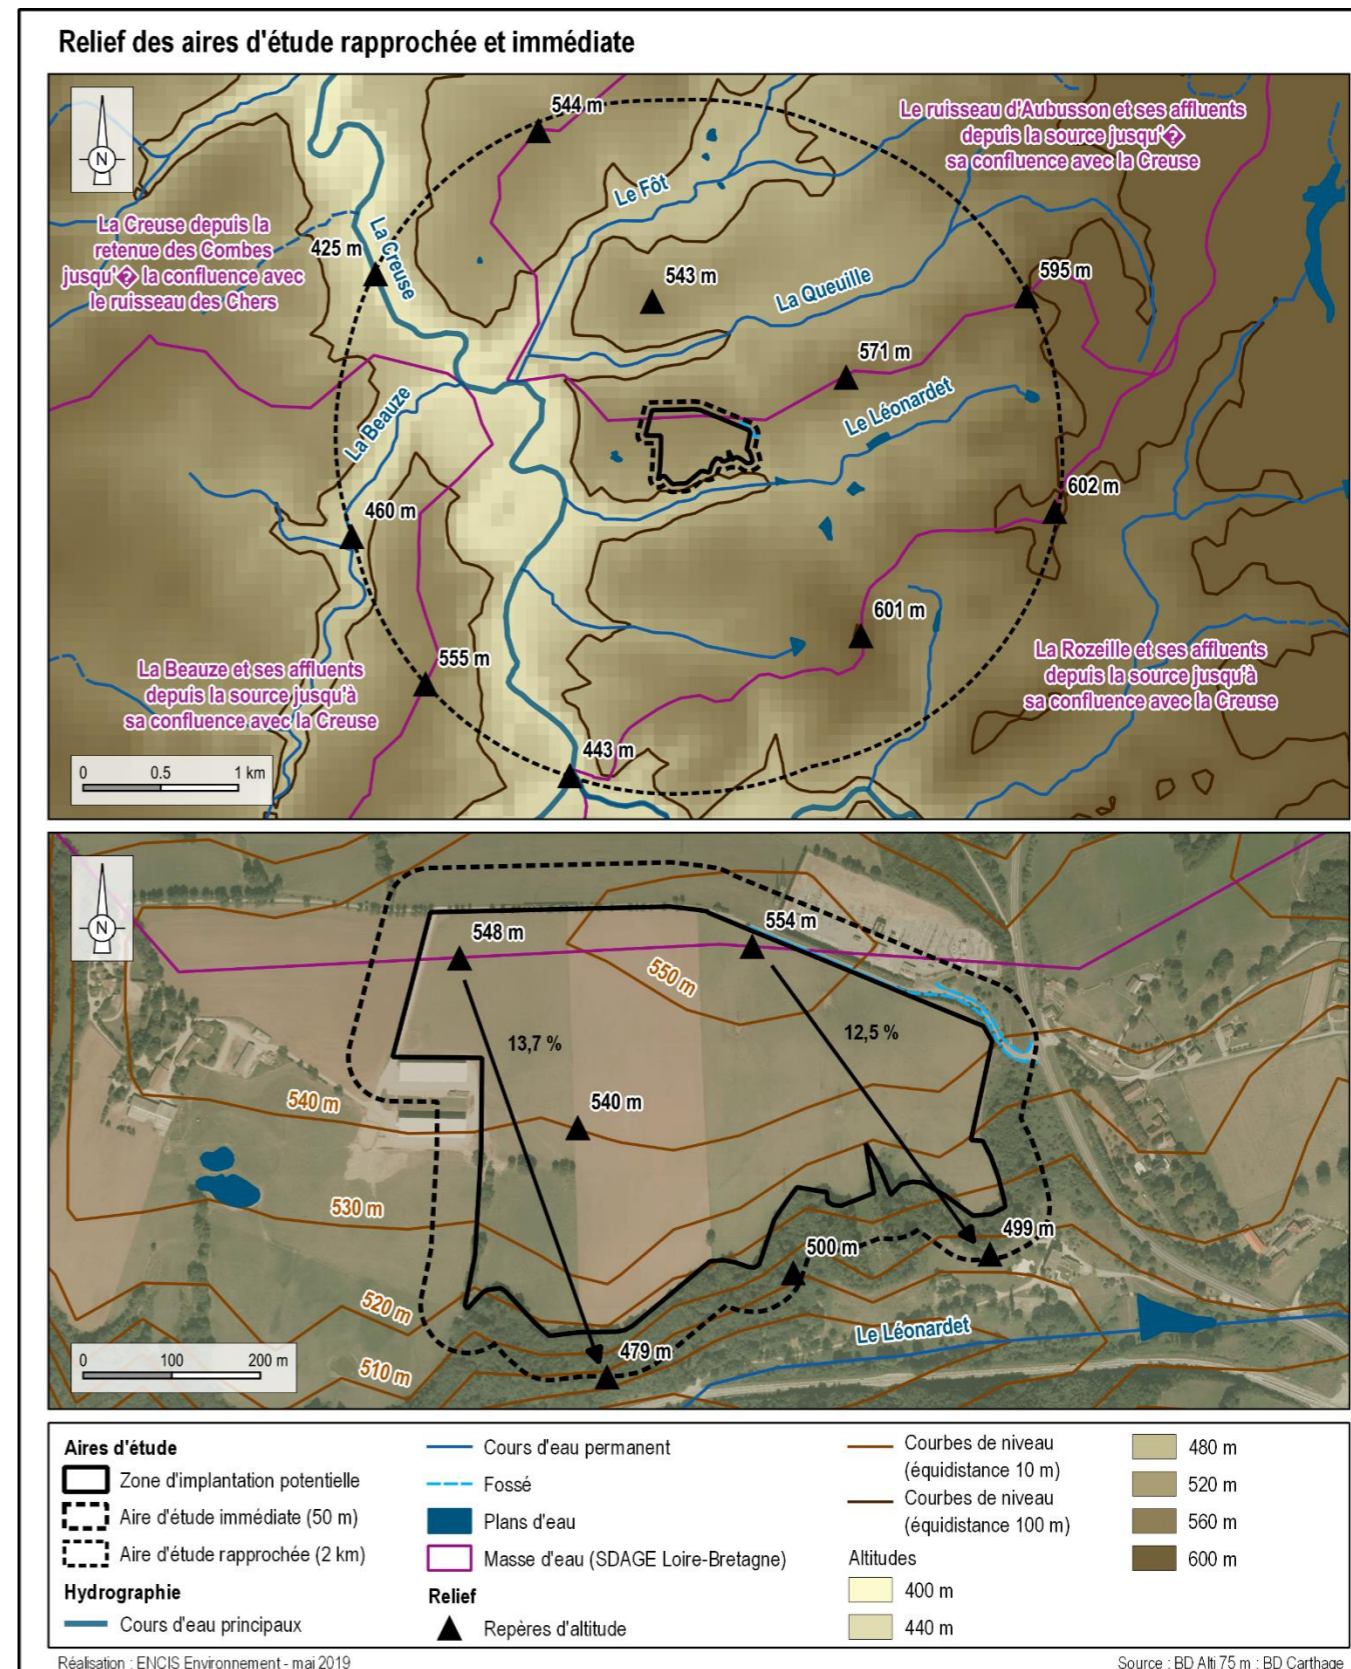 Relief des aires d'étude rapprochée et immédiate
N
544 m
Le ruisseau d'Aubusson et ses affluents
depuis la source jusqu'�
sa confluence avec la Creuse
Le Fôt
La Creuse depuis la
retenue des Combes
jusqu'� la confluence avec
le ruisseau des Chers
La Creuse
425 m
543 m
595 m
La Queuille
571 m
La Beauze
Le Léonardet
460 m
602 m
601 m
555 m
La Rozeille et ses affluents
depuis la source jusqu'à
sa confluence avec la Creuse
La Beauze et ses affluents
depuis la source jusqu'à
sa confluence avec la Creuse
443 m
0 0.5 1 km
N
548 m
554 m
550 m
13,7 %
12,5 %
540 m
540 m
530 m
499 m
500 m
520 m
510 m
479 m
Le Léonardet
0 100 200 m
Aires d'étude
Zone d'implantation potentielle
Aire d'étude immédiate (50 m)
Aire d'étude rapprochée (2 km)
Hydrographie
Cours d'eau principaux
Cours d'eau permanent
Fossé
Plans d'eau
Masse d'eau (SDAGE Loire-Bretagne)
Relief
Repères d'altitude
Courbes de niveau
(équidistance 10 m)
Courbes de niveau
(équidistance 100 m)
Altitudes
400 m
440 m
480 m
520 m
560 m
600 m
Réalisation : ENCIS Environnement - mai 2019
Source : BD Alti 75 m ; BD Carthage